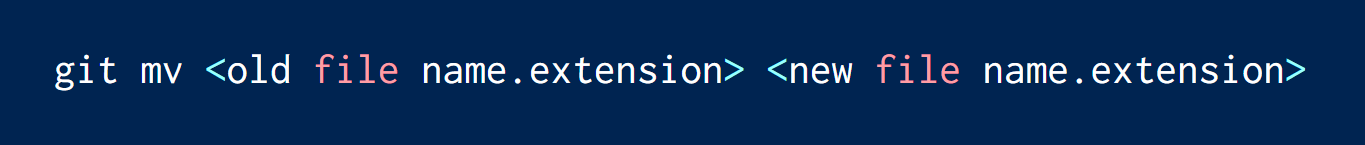 git mv <old file name.extension> <new file name.extension>